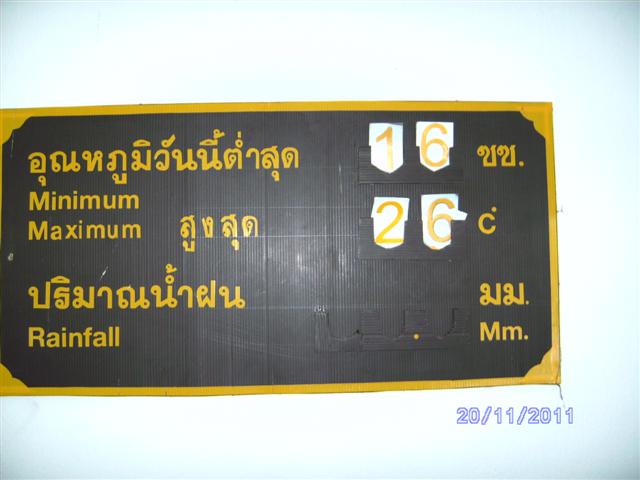 อุณหภูมิวันนี้ต่ำสุด 16 ซซ.
Minimum
Maximum สูงสุด 26 ํC
ปริมาณน้ำฝน มม.
Rainfall Mm.
20/11/2011